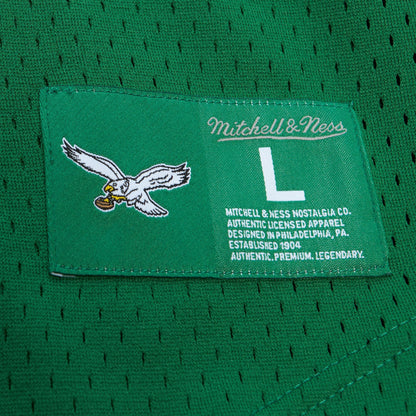 Mitchell & Ness
L
MITCHELL & NESS NOSTALGIA CO.
AUTHENTIC LICENSED APPAREL
DESIGNED IN PHILADELPHIA, PA.
ESTABLISHED 1904
AUTHENTIC. PREMIUM. LEGENDARY.